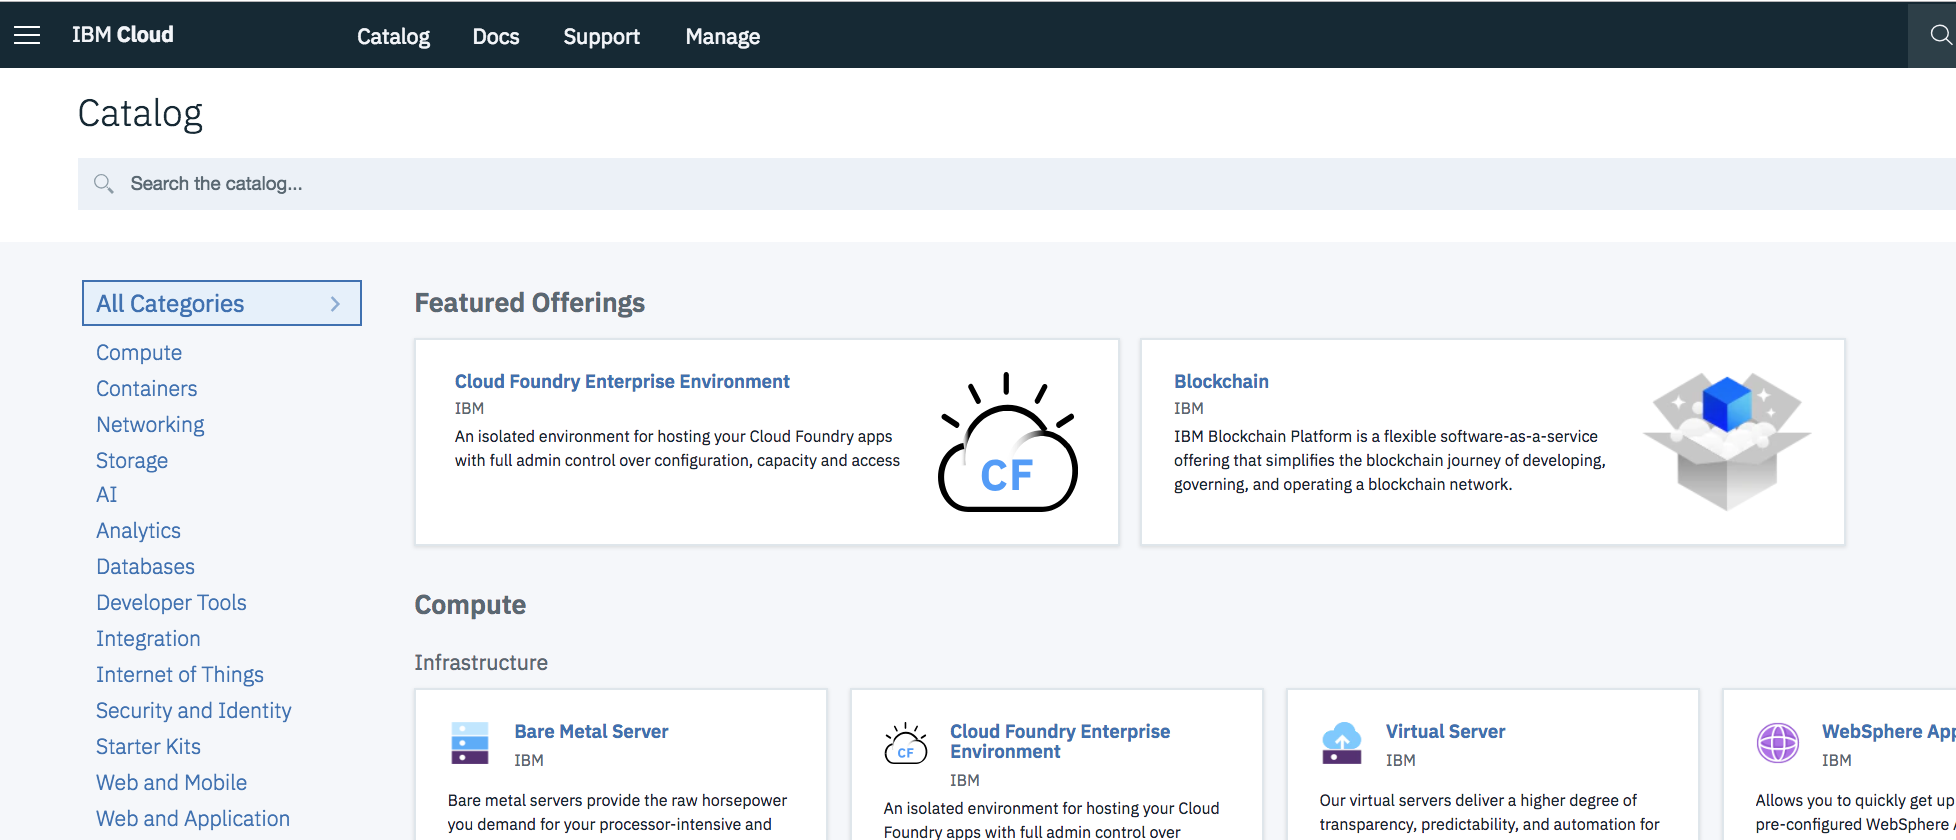 IBM Cloud
Catalog
Docs
Support
Manage
Catalog
Search the catalog...
All Categories
Compute
Containers
Networking
Storage
AI
Analytics
Databases
Developer Tools
Integration
Internet of Things
Security and Identity
Starter Kits
Web and Mobile
Web and Application
Featured Offerings
Cloud Foundry Enterprise Environment
IBM
An isolated environment for hosting your Cloud Foundry apps
with full admin control over configuration, capacity and access
CF
Blockchain
IBM
IBM Blockchain Platform is a flexible software-as-a-service
offering that simplifies the blockchain journey of developing,
governing, and operating a blockchain network.
Compute
Infrastructure
Bare Metal Server
IBM
Bare metal servers provide the raw horsepower
you demand for your processor-intensive and
CF
Cloud Foundry Enterprise
Environment
IBM
An isolated environment for hosting your Cloud
Foundry apps with full admin control over
Virtual Server
IBM
Our virtual servers deliver a higher degree of
transparency, predictability, and automation for
WebSphere App
IBM
Allows you to quickly get up
pre-configured WebSphere